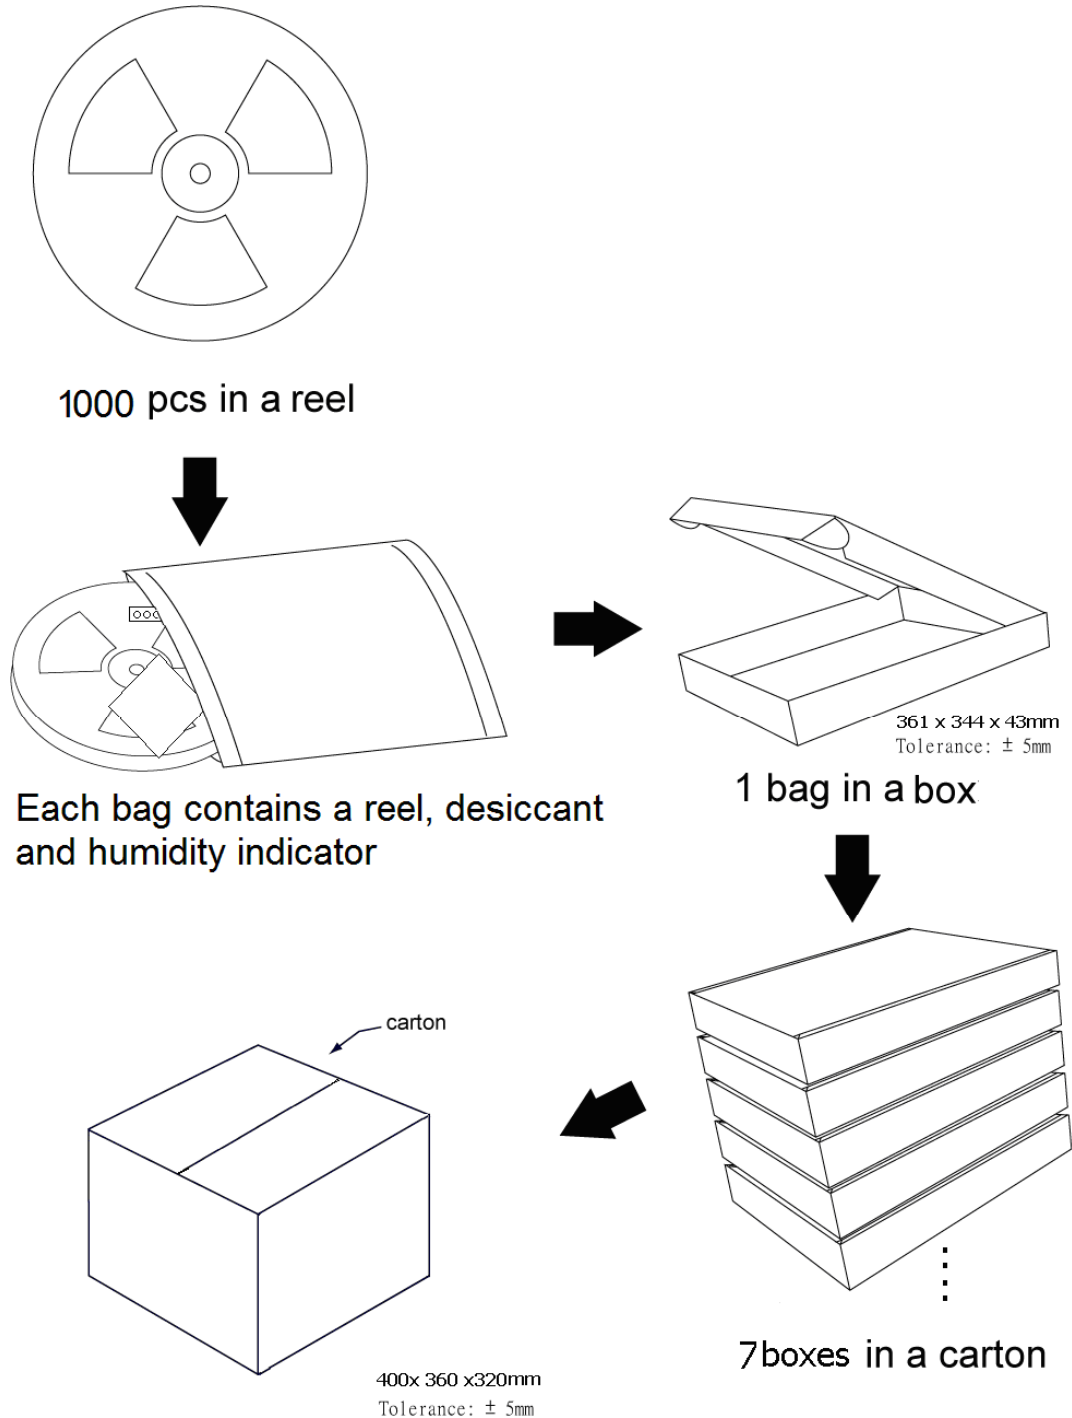 1000 pcs in a reel
Each bag contains a reel, desiccant
and humidity indicator
361 x 344 x 43mm
Tolerance: ± 5mm
1 bag in a box
7boxes in a carton
carton
400x 360 x320mm
Tolerance: ± 5mm